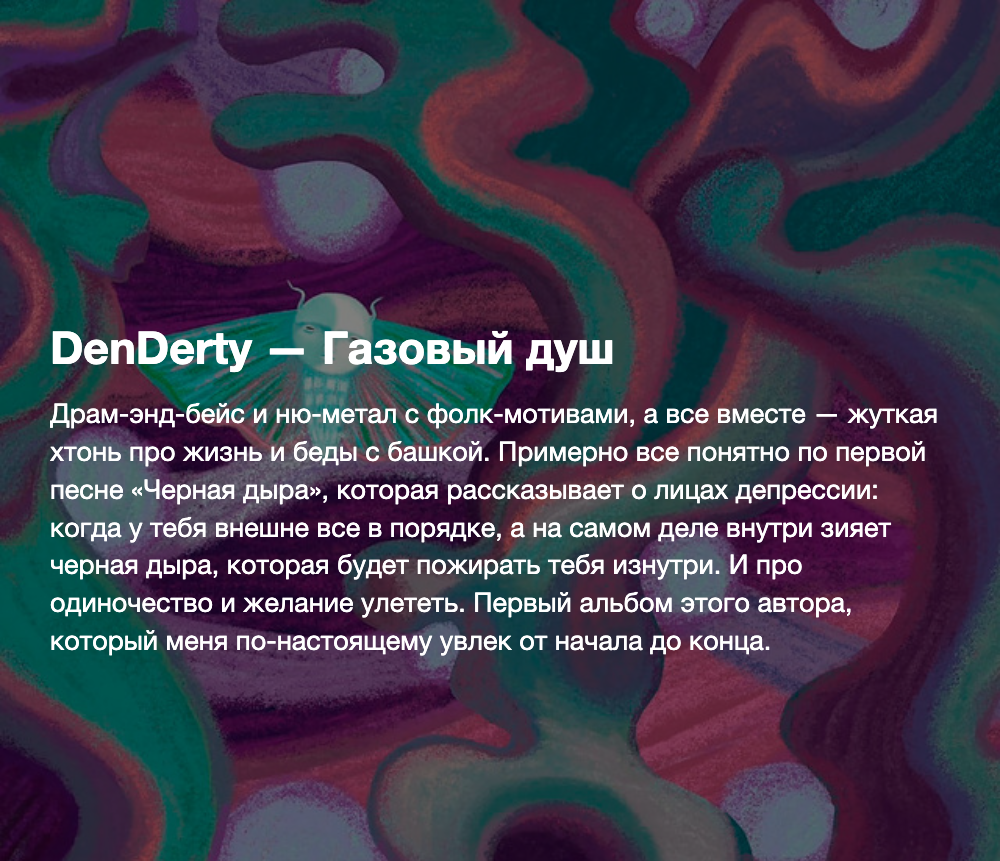 DenDerty — Газовый душ
Драм-энд-бейс и ню-метал с фолк-мотивами, а все вместе — жуткая
хтонь про жизнь и беды с башкой. Примерно все понятно по первой
песне «Черная дыра», которая рассказывает о лицах депрессии:
когда у тебя внешне все в порядке, а на самом деле внутри зияет
черная дыра, которая будет пожирать тебя изнутри. И про
одиночество и желание улететь. Первый альбом этого автора,
который меня по-настоящему увлек от начала до конца.